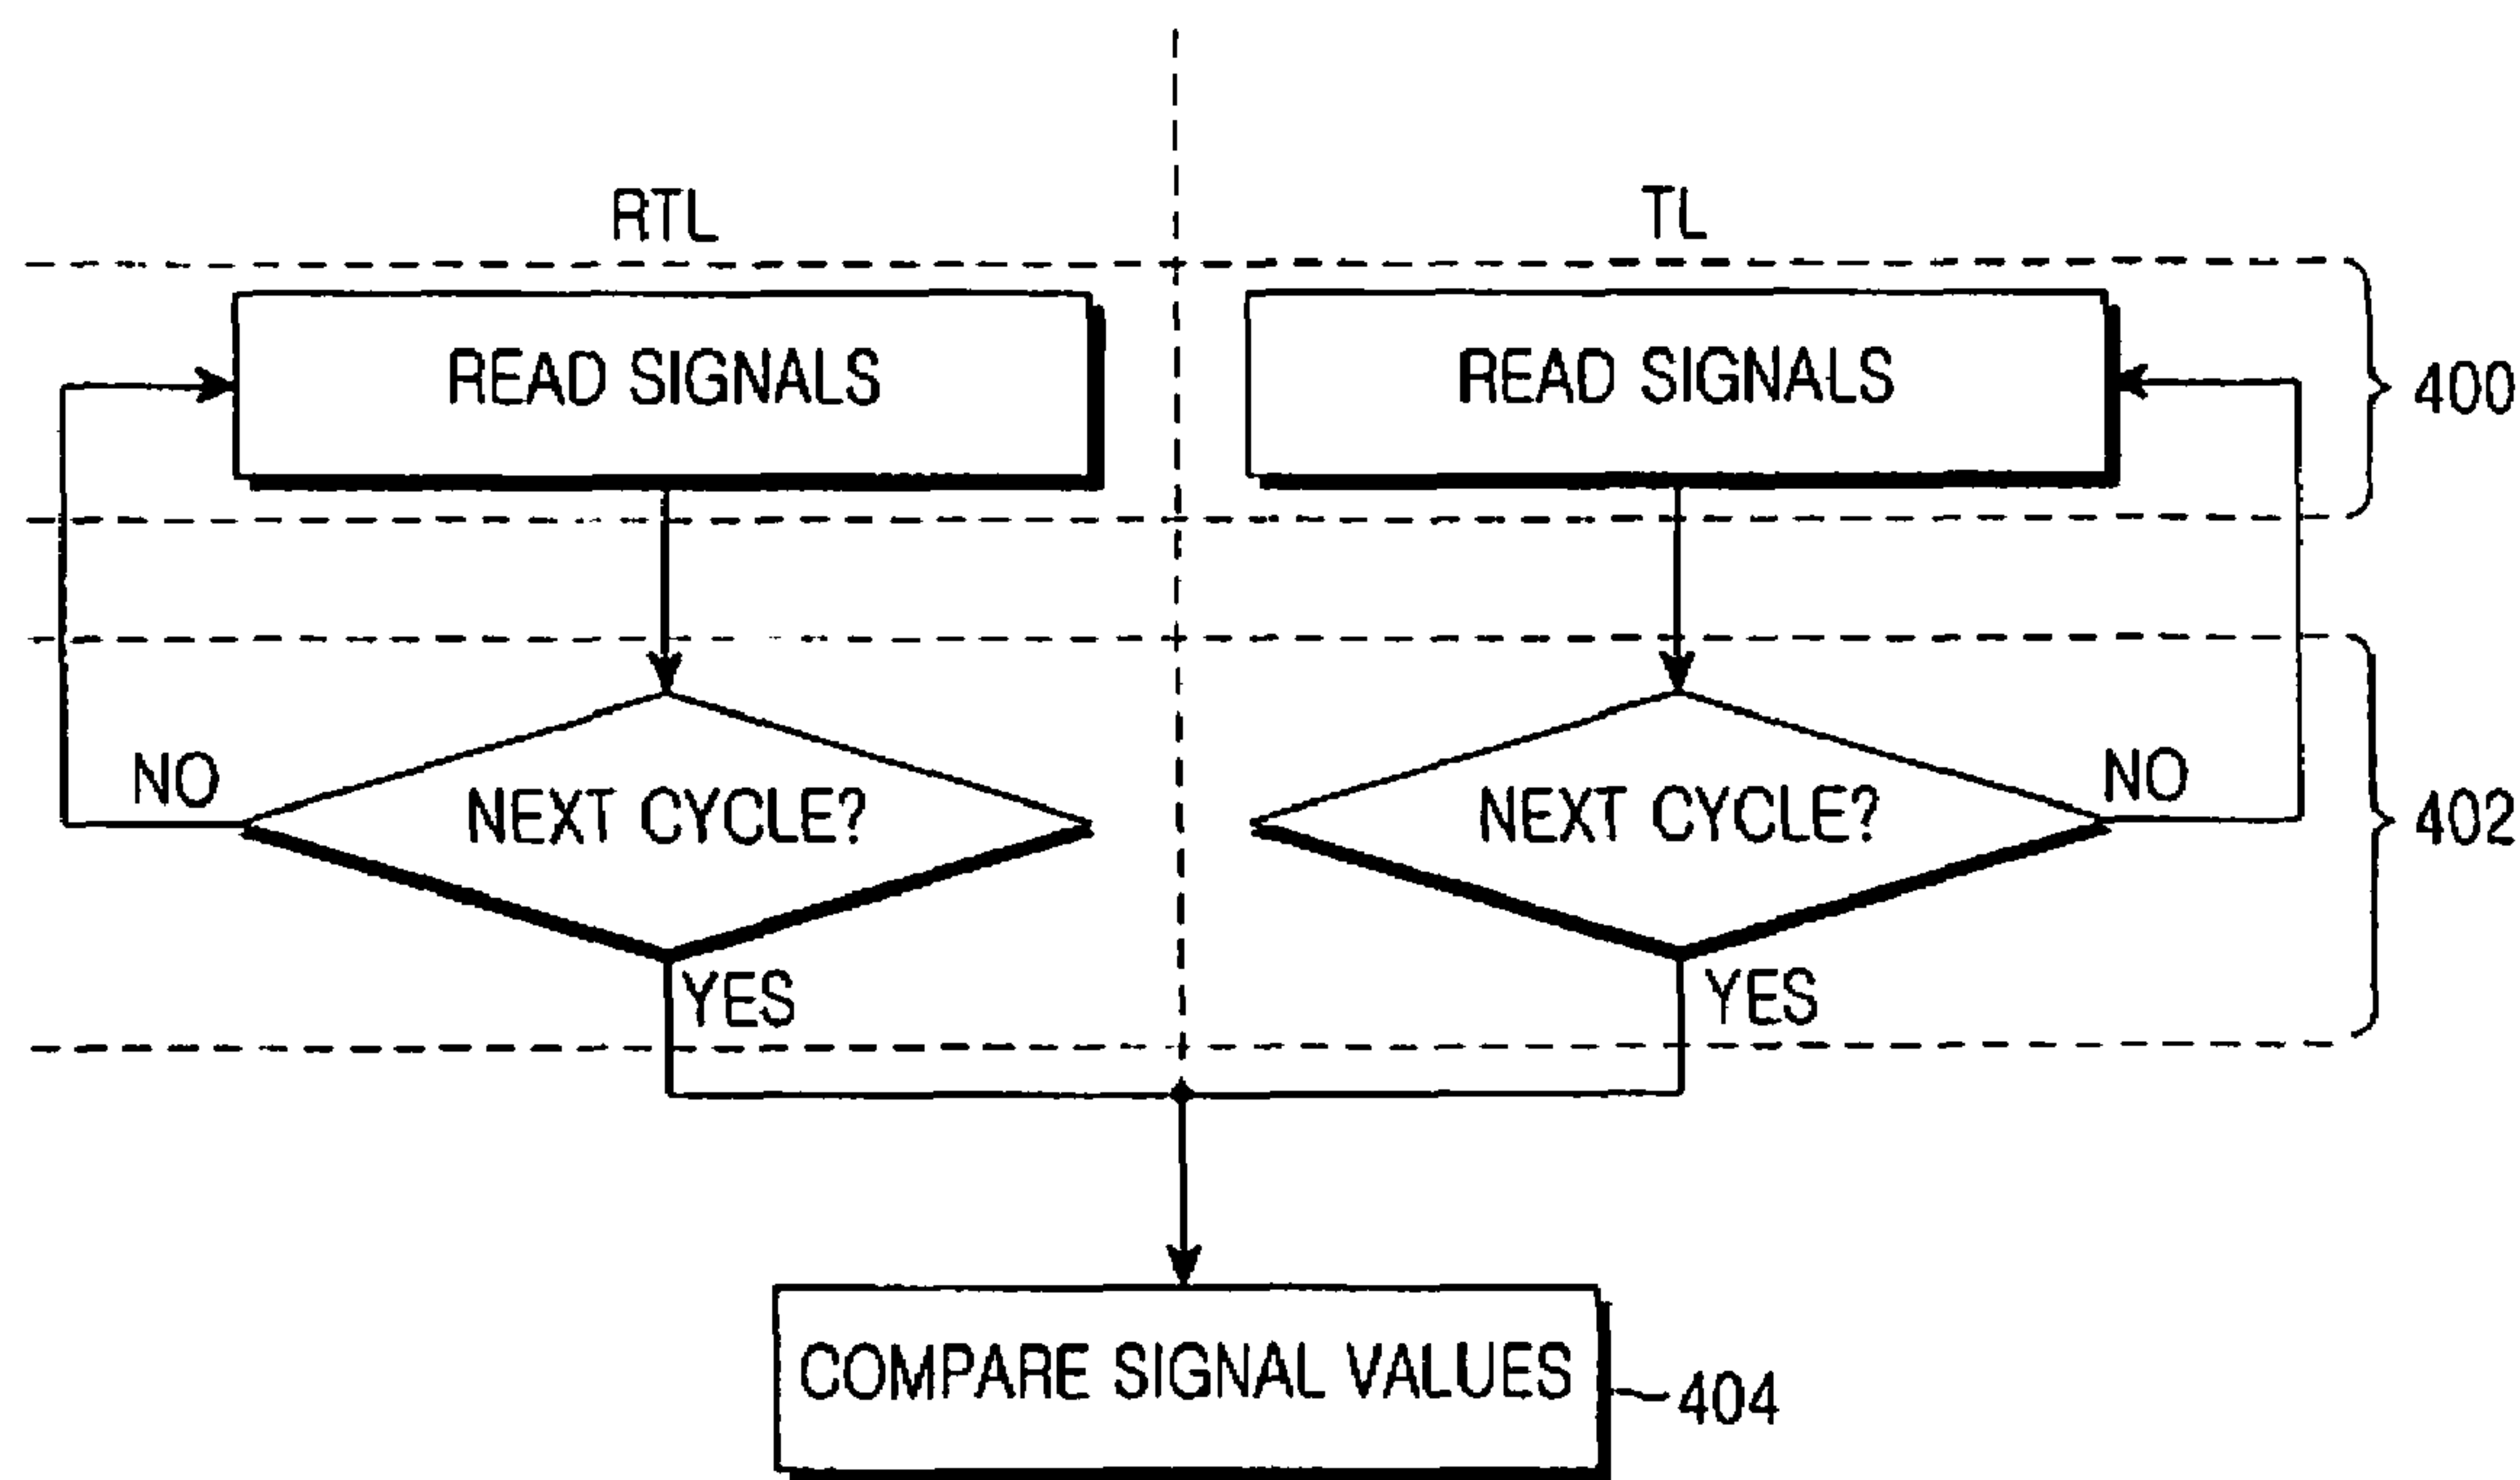 RTL
TL
READ SIGNALS
READ SIGNALS
400
NO
NEXT CYCLE?
NEXT CYCLE?
NO
402
YES
YES
COMPARE SIGNAL VALUES
404